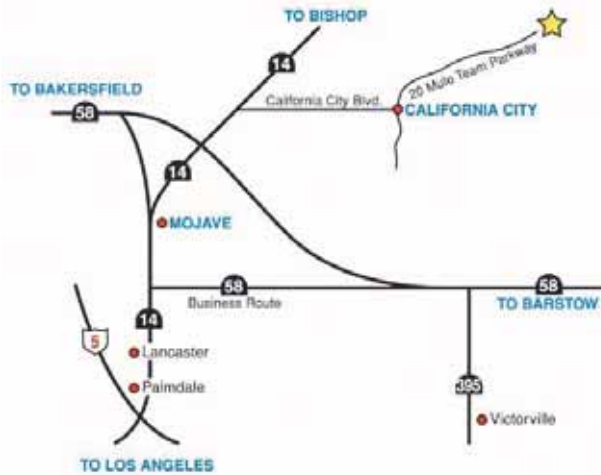 TO BISHOP
14
20 Mule Team Parkway
TO BAKERSFIELD
58
California City Blvd.
CALIFORNIA CITY
14
MOJAVE
58
Business Route
58
TO BARSTOW
14
5
Lancaster
Palmdale
395
Victorville
TO LOS ANGELES